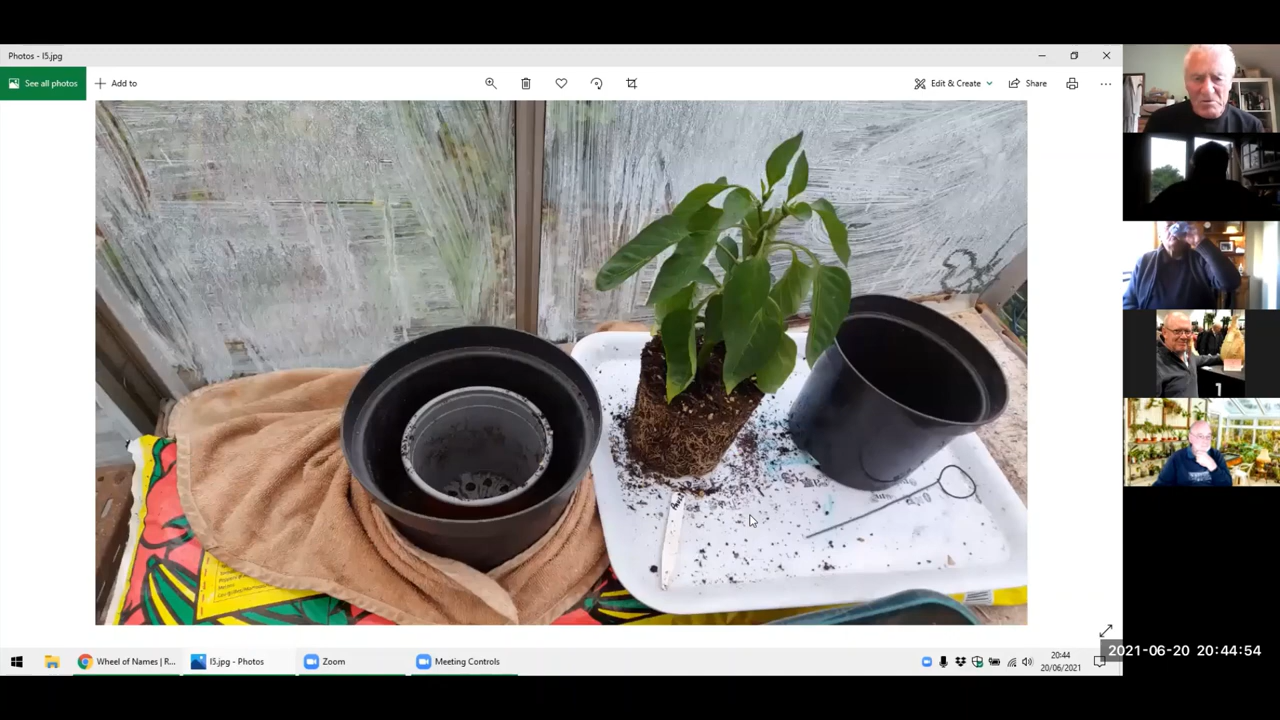 Photos - I5.jpg
See all photos
Add to
Edit & Create
Share
1
Wheel of Names | R...
I5.jpg - Photos
Zoom
Meeting Controls
20:44
20/06/2021
2021-06-20 20:44:54